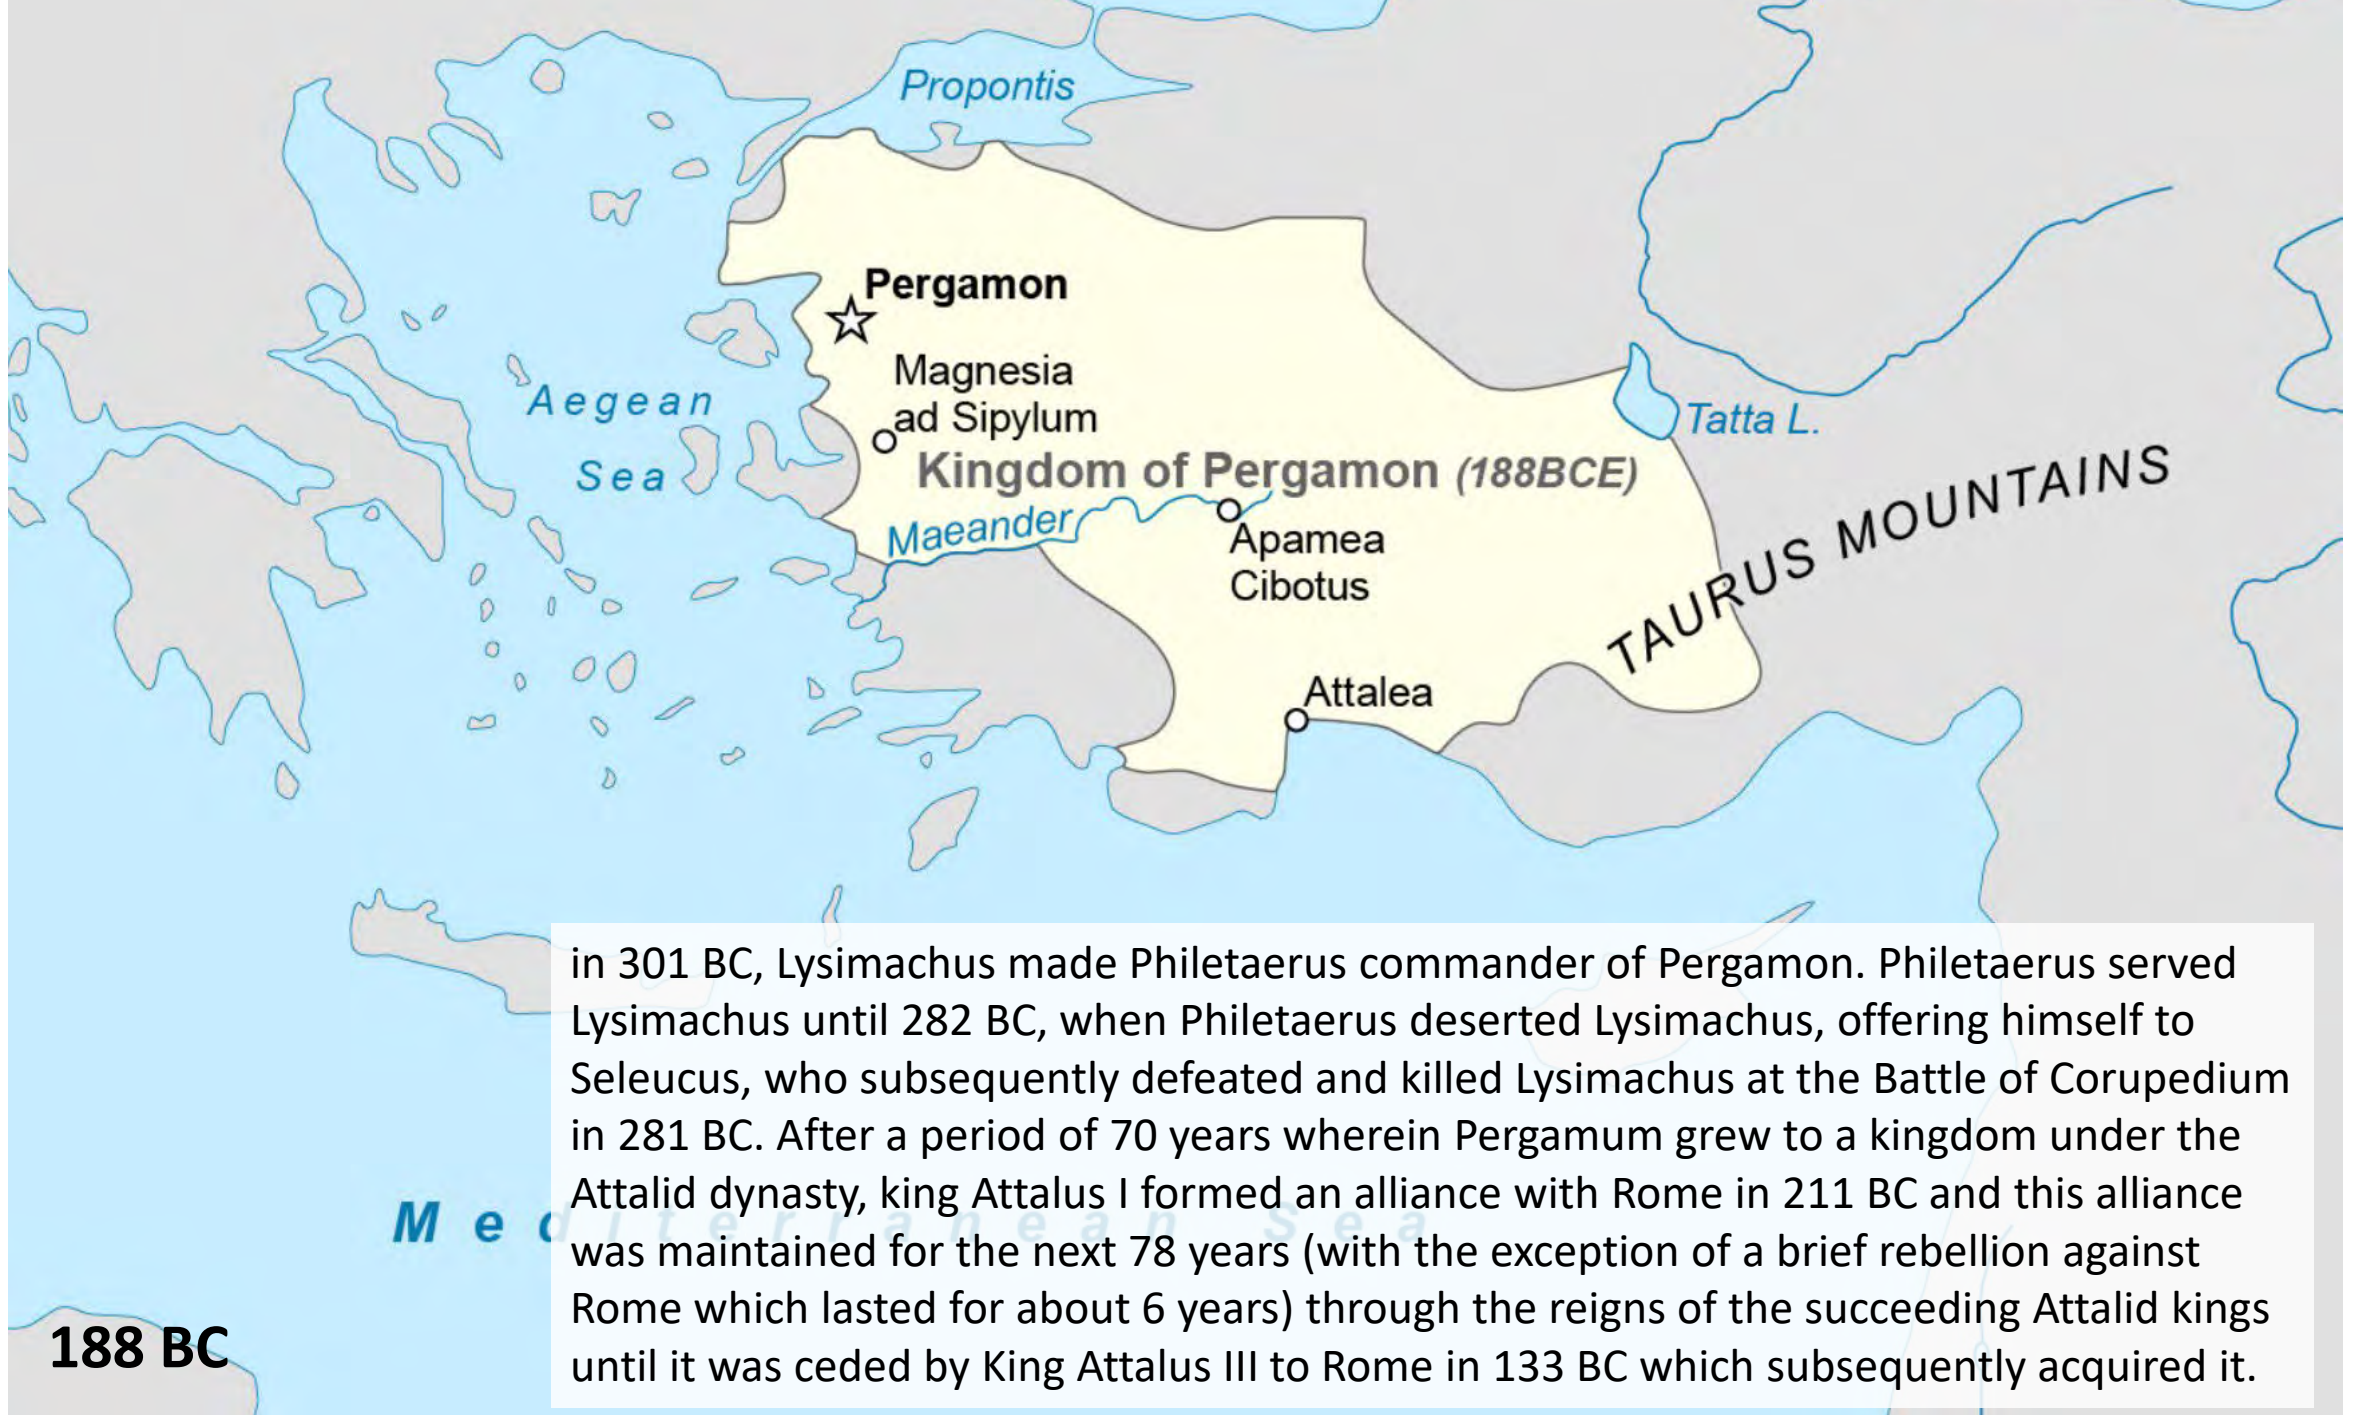 Propontis
Pergamon
Magnesia
ad Sipylum
Aegean
Sea
Kingdom of Pergamon (188BCE)
Tatta L.
TAURUS MOUNTAINS
Maeander
Apamea
Cibotus
Attalea
in 301 BC, Lysimachus made Philetaerus commander of Pergamon. Philetaerus served
Lysimachus until 282 BC, when Philetaerus deserted Lysimachus, offering himself to
Seleucus, who subsequently defeated and killed Lysimachus at the Battle of Corupedium
in 281 BC. After a period of 70 years wherein Pergamum grew to a kingdom under the
Attalid dynasty, king Attalus I formed an alliance with Rome in 211 BC and this alliance
was maintained for the next 78 years (with the exception of a brief rebellion against
Rome which lasted for about 6 years) through the reigns of the succeeding Attalid kings
until it was ceded by King Attalus III to Rome in 133 BC which subsequently acquired it.
Mediterranean Sea
188 BC